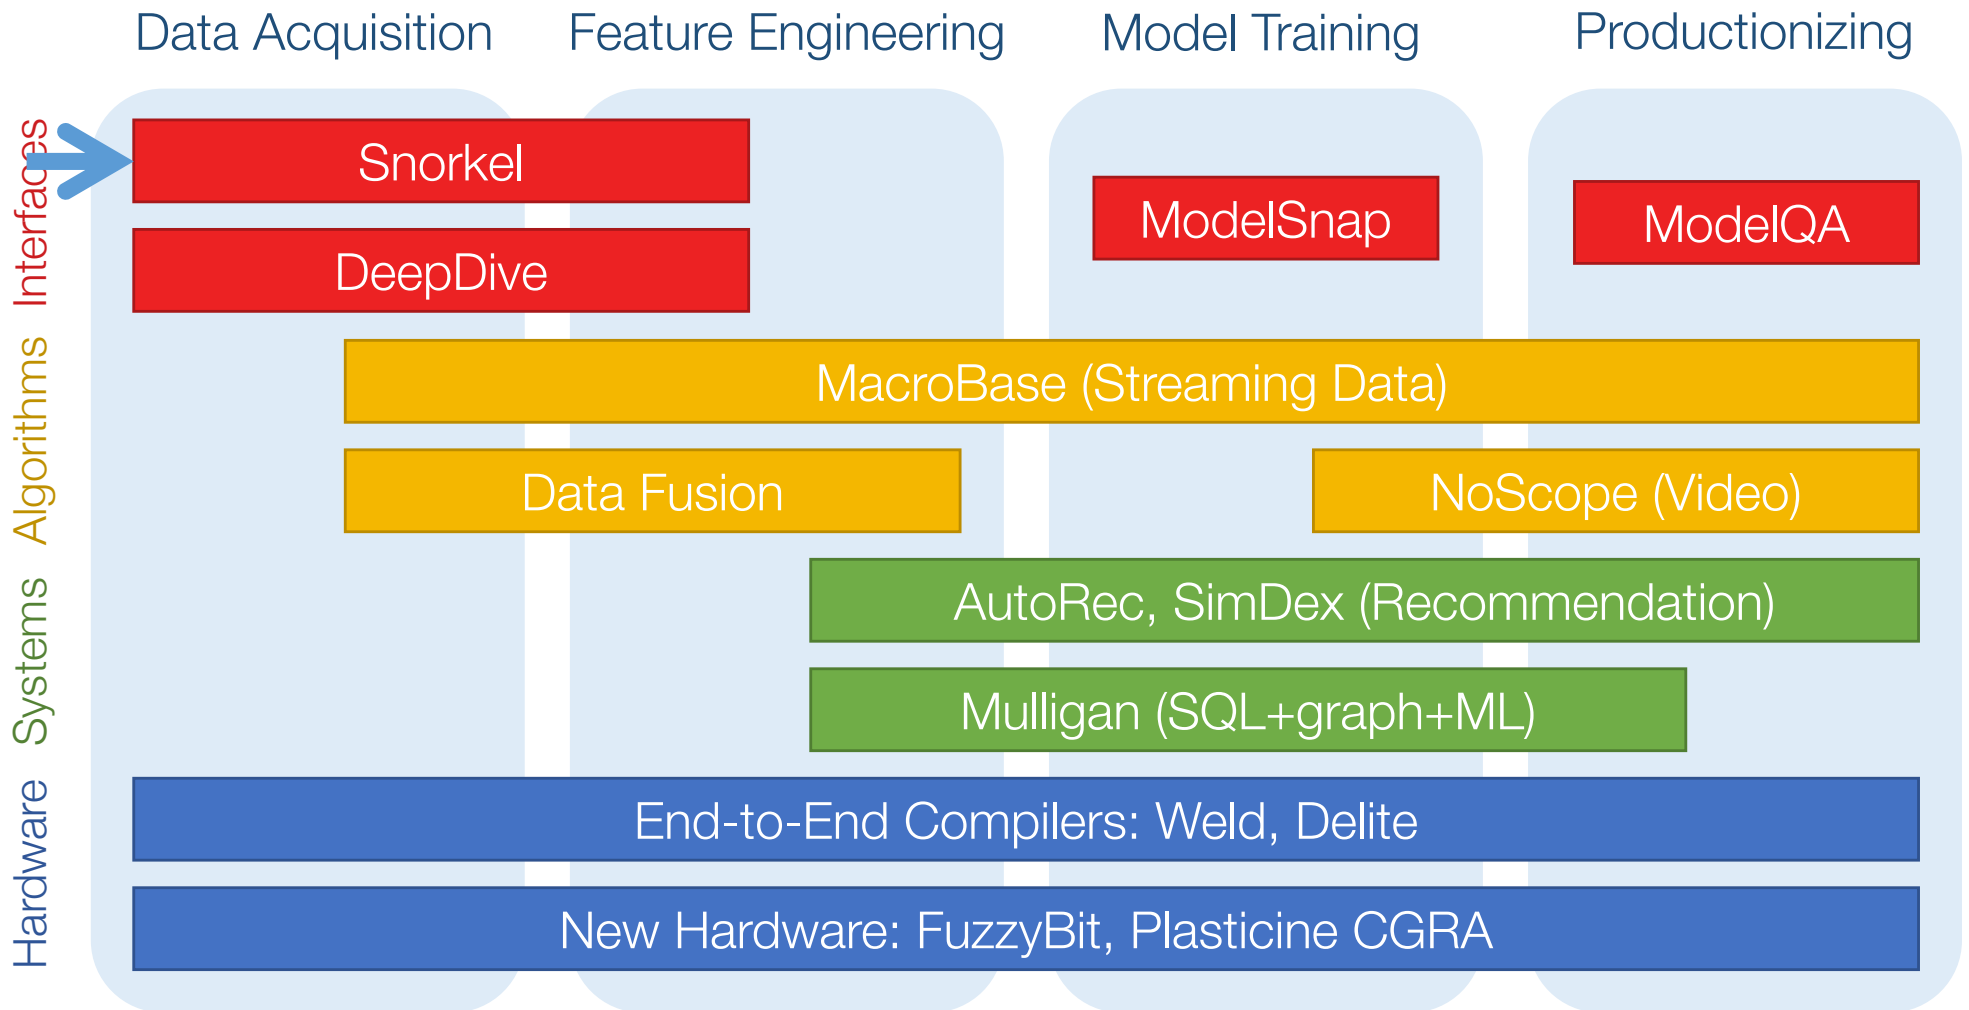 Data Acquisition
Feature Engineering
Model Training
Productionizing
Interfaces
Snorkel
DeepDive
ModelSnap
ModelQA
Algorithms
MacroBase (Streaming Data)
Data Fusion
NoScope (Video)
Systems
AutoRec, SimDex (Recommendation)
Mulligan (SQL+graph+ML)
Hardware
End-to-End Compilers: Weld, Delite
New Hardware: FuzzyBit, Plasticine CGRA